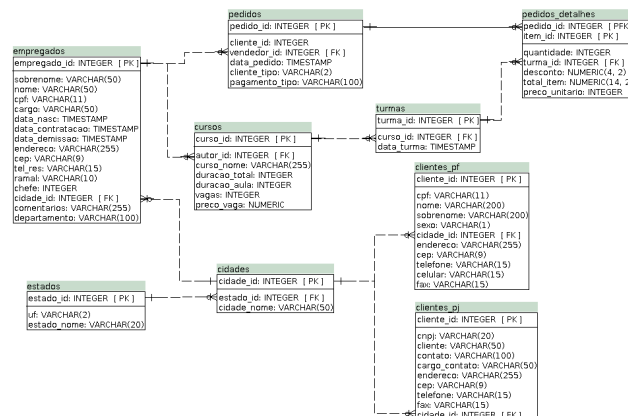 pedidos
pedido_id: INTEGER [ PK ]
cliente_id: INTEGER
vendedor_id: INTEGER [ FK ]
data_pedido: TIMESTAMP
cliente_tipo: VARCHAR(2)
pagamento_tipo: VARCHAR(100)
pedidos_detalhes
pedido_id: INTEGER [ PFK
item_id: INTEGER [ PK ]
quantidade: INTEGER
turma_id: INTEGER [ FK ]
desconto: NUMERIC(4, 2)
total_item: NUMERIC(14, 2
preco_unitario: INTEGER
empregados
empregado_id: INTEGER [ PK ]
sobrenome: VARCHAR(50)
nome: VARCHAR(50)
cpf: VARCHAR(11)
cargo: VARCHAR(50)
data_nasc: TIMESTAMP
data_contratacao: TIMESTAMP
data_demissao: TIMESTAMP
endereco: VARCHAR(255)
cep: VARCHAR(9)
tel_res: VARCHAR(15)
ramal: VARCHAR(10)
chefe: INTEGER
cidade_id: INTEGER [ FK ]
comentarios: VARCHAR(255)
departamento: VARCHAR(100)
turmas
turma_id: INTEGER [ PK ]
curso_id: INTEGER [ FK ]
data_turma: TIMESTAMP
cursos
curso_id: INTEGER [ PK ]
autor_id: INTEGER [ FK ]
curso_nome: VARCHAR(255)
duracao_total: INTEGER
duracao_aula: INTEGER
vagas: INTEGER
preco_vaga: NUMERIC
clientes_pf
cliente_id: INTEGER [ PK ]
cpf: VARCHAR(11)
nome: VARCHAR(200)
sobrenome: VARCHAR(200)
sexo: VARCHAR(1)
cidade_id: INTEGER [ FK ]
endereco: VARCHAR(255)
cep: VARCHAR(9)
telefone: VARCHAR(15)
celular: VARCHAR(15)
fax: VARCHAR(15)
cidades
cidade_id: INTEGER [ PK ]
estado_id: INTEGER [ FK ]
cidade_nome: VARCHAR(50)
estados
estado_id: INTEGER [ PK ]
uf: VARCHAR(2)
estado_nome: VARCHAR(20)
clientes_pj
cliente_id: INTEGER [ PK ]
cnpj: VARCHAR(20)
cliente: VARCHAR(50)
contato: VARCHAR(100)
cargo_contato: VARCHAR(50)
endereco: VARCHAR(255)
cep: VARCHAR(9)
telefone: VARCHAR(15)
fax: VARCHAR(15)
cidade_id: INTEGER [ FK ]